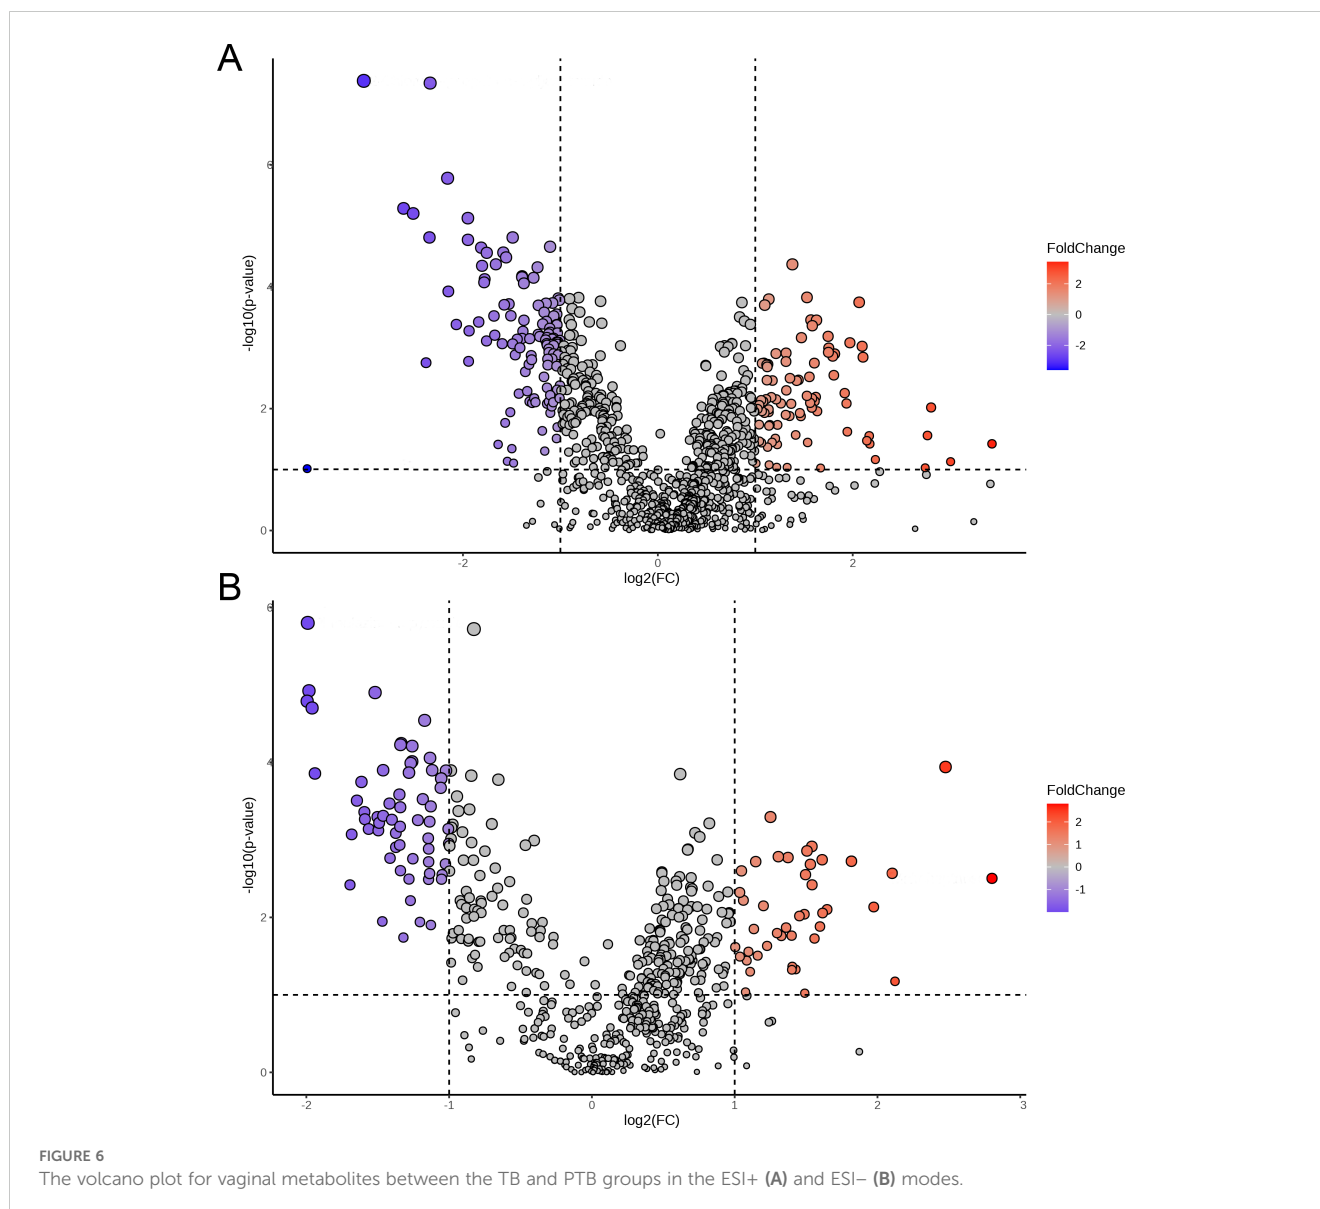 A
-log10(p-value)
6
4
2
0
-2
0
2
log2(FC)
FoldChange
2
0
-2
B
-log10(p-value)
6
4
2
0
-2
-1
0
1
2
3
log2(FC)
FoldChange
2
1
0
-1
FIGURE 6
The volcano plot for vaginal metabolites between the TB and PTB groups in the ESI+ (A) and ESI– (B) modes.